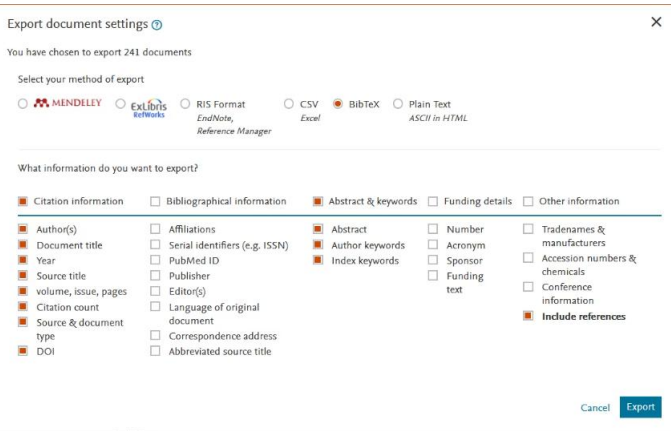 Export document settings ?
You have chosen to export 241 documents
Select your method of export
MENDELEY
ExLibris
RefWorks
RIS Format
EndNote,
Reference Manager
CSV
Excel
BibTeX
Plain Text
ASCII in HTML
What information do you want to export?
Citation information
Bibliographical information
Abstract & keywords
Funding details
Other information
Author(s)
Document title
Year
Source title
volume, issue, pages
Citation count
Source & document
type
DOI
Affiliations
Serial identifiers (e.g. ISSN)
PubMed ID
Publisher
Editor(s)
Language of original
document
Correspondence address
Abbreviated source title
Abstract
Author keywords
Index keywords
Number
Acronym
Sponsor
Funding
text
Tradenames &
manufacturers
Accession numbers &
chemicals
Conference
information
Include references
Cancel
Export